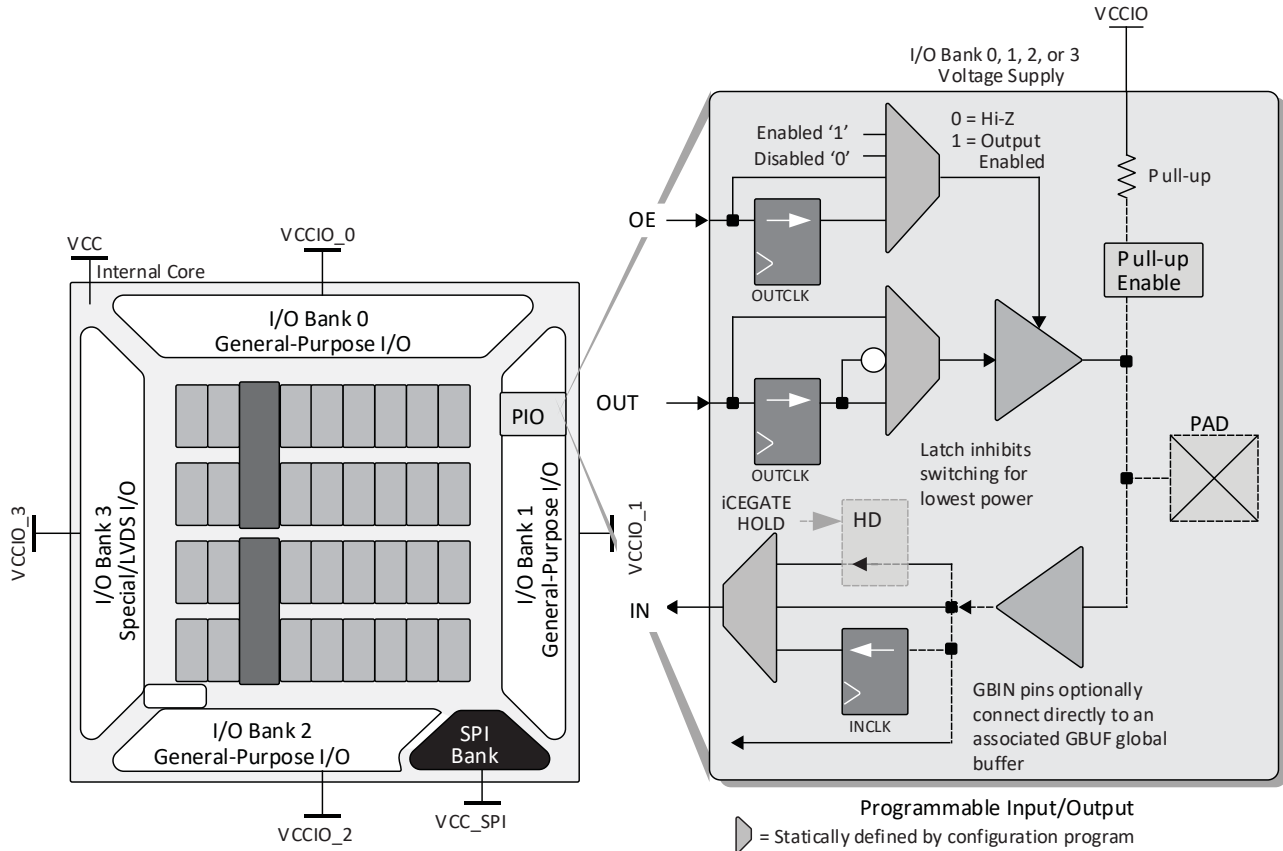 VCCIO
I/O Bank 0, 1, 2, or 3
Voltage Supply
Enabled ‘1’
Disabled ‘0’
0 = Hi-Z
1 = Output
Enabled
Pull-up
OE
OUTCLK
Pull-up
Enable
VCC
Internal Core
VCCIO_0
I/O Bank 0
General-Purpose I/O
PIO
OUT
OUTCLK
Latch inhibits
switching for
lowest power
PAD
iCEGATE
HOLD
HD
VCCIO_3
I/O Bank 3
Special/LVDS I/O
I/O Bank 1
General-Purpose I/O
VCCIO_1
IN
INCLK
GBIN pins optionally
connect directly to an
associated GBUF global
buffer
I/O Bank 2
General-Purpose I/O
SPI
Bank
VCCIO_2
VCC_SPI
Programmable Input/Output
= Statically defined by configuration program